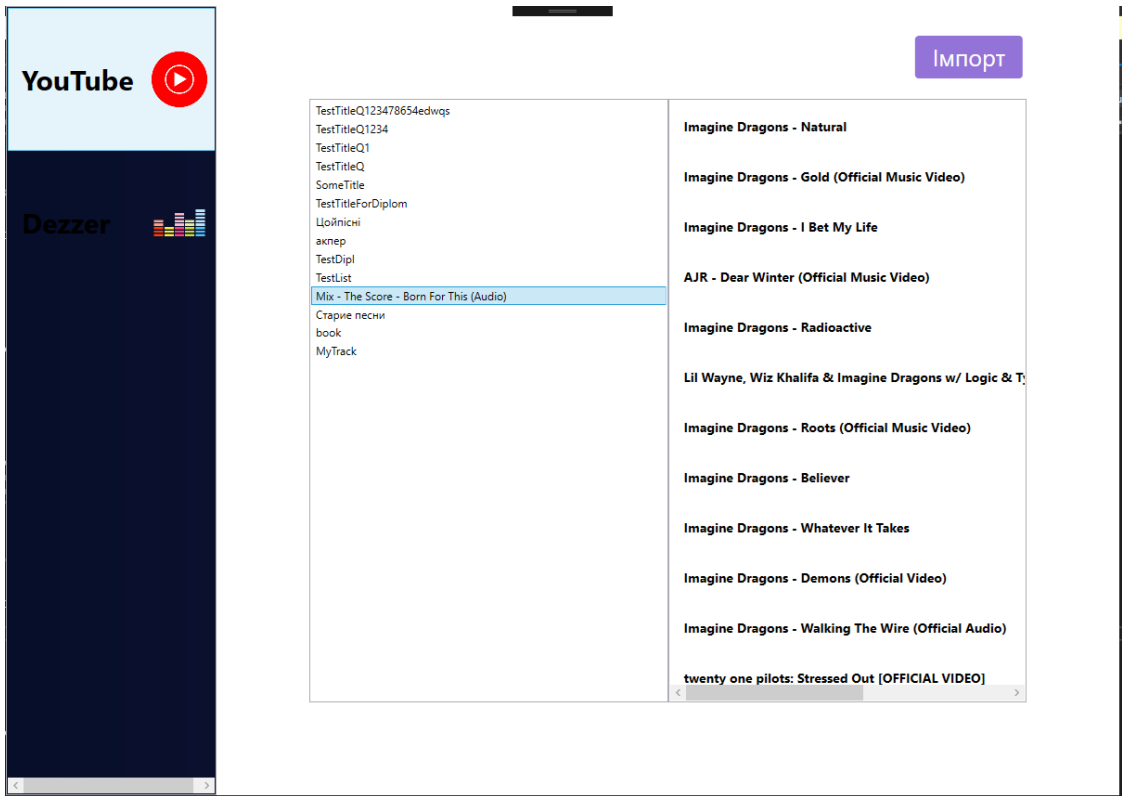 YouTube
Dezzer
Імпорт
TestTitleQ123478654edwqs
TestTitleQ1234
TestTitleQ1
TestTitleQ
SomeTitle
TestTitleForDiplom
Цойпісні
акпер
TestDipl
TestList
Mix - The Score - Born For This (Audio)
Старие песни
book
MyTrack
Imagine Dragons - Natural
Imagine Dragons - Gold (Official Music Video)
Imagine Dragons - I Bet My Life
AJR - Dear Winter (Official Music Video)
Imagine Dragons - Radioactive
Lil Wayne, Wiz Khalifa & Imagine Dragons w/ Logic & Ty
Imagine Dragons - Roots (Official Music Video)
Imagine Dragons - Believer
Imagine Dragons - Whatever It Takes
Imagine Dragons - Demons (Official Video)
Imagine Dragons - Walking The Wire (Official Audio)
twenty one pilots: Stressed Out [OFFICIAL VIDEO]